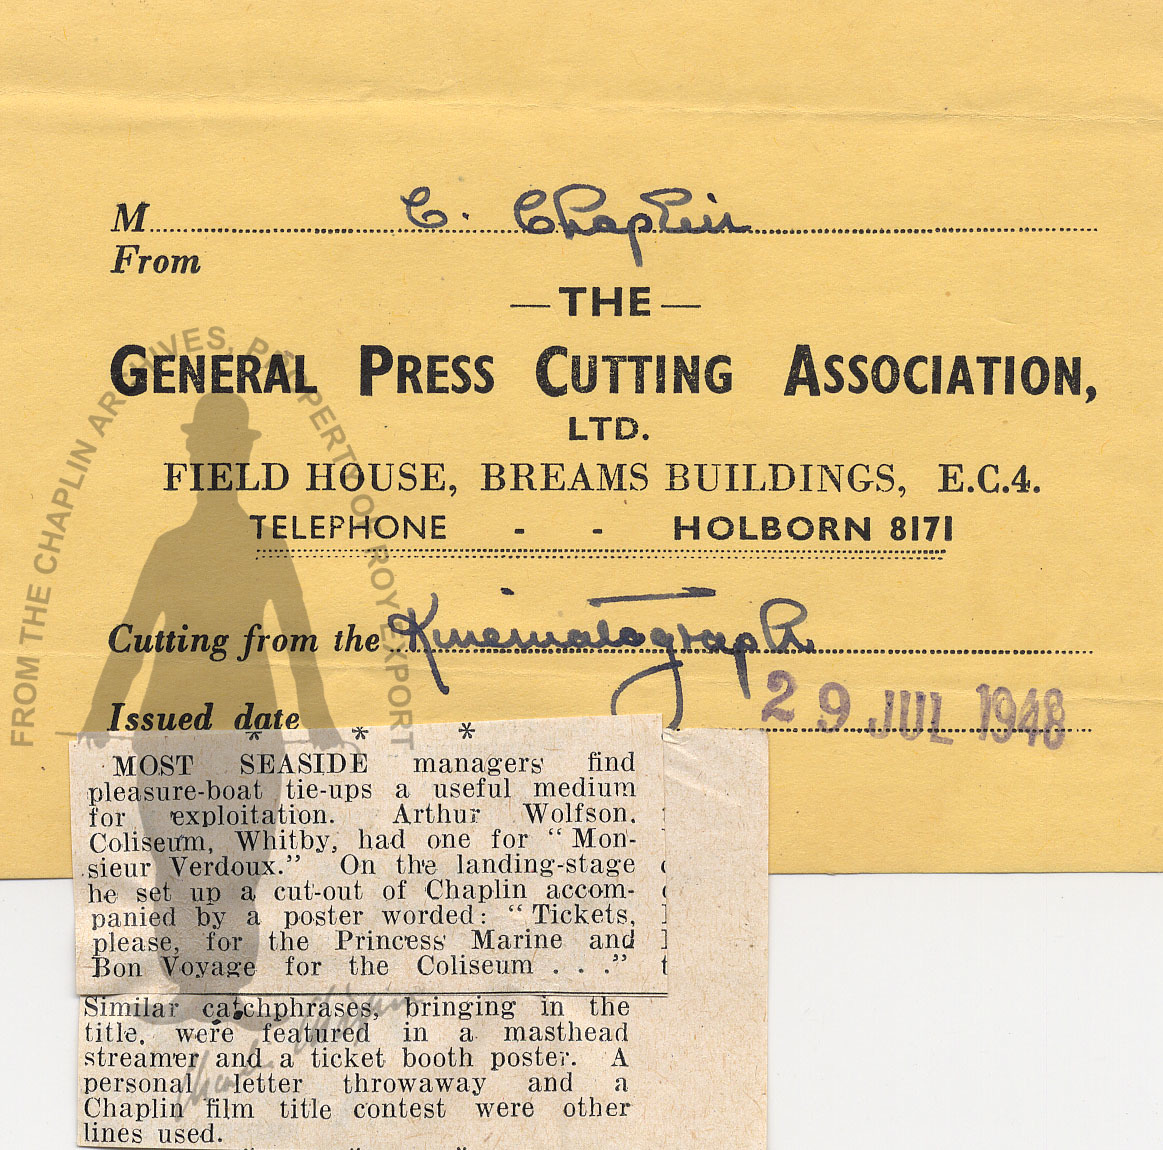 M C. Chaplin
From
— THE —
GENERAL PRESS CUTTING ASSOCIATION,
LTD.
FIELD HOUSE, BREAMS BUILDINGS, E.C.4.
TELEPHONE - - HOLBORN 8171
Cutting from the Kinematograph
Issued date 29 JUL 1948
* * *
MOST SEASIDE managers find
pleasure-boat tie-ups a useful medium
for exploitation. Arthur Wolfson,
Coliseum, Whitby, had one for “Mon-
sieur Verdoux.” On the landing-stage
he set up a cut-out of Chaplin accom-
panied by a poster worded: “Tickets,
please, for the Princess Marine and
Bon Voyage for the Coliseum . . .”
Similar catchphrases, bringing in the
title, were featured in a masthead
streamer and a ticket booth poster. A
personal letter throwaway and a
Chaplin film title contest were other
lines used.
FROM THE CHAPLIN ARCHIVES, PROPERTY OF ROY EXPORT